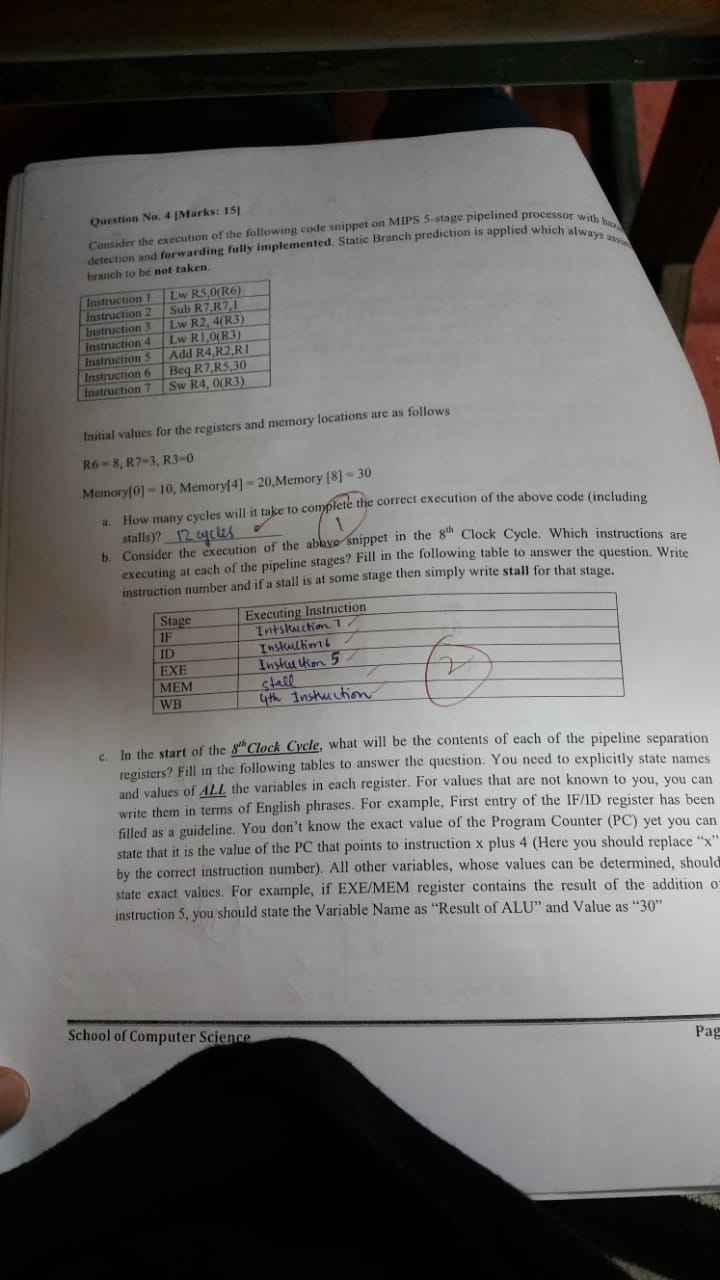 Question No. 4 [Marks: 15]
Consider the execution of the following code snippet on MIPS 5-stage pipelined processor with
detection and forwarding fully implemented. Static Branch prediction is applied which always
branch to be not taken.
Instruction 1 Lw R5,0(R6)
Instruction 2 Sub R7,R7,1
Instruction 3 Lw R2, 4(R3)
Instruction 4 Lw R1,0(R3)
Instruction 5 Add R4,R2,R1
Instruction 6 Beq R7,R5,30
Instruction 7 Sw R4, 0(R3)
Initial values for the registers and memory locations are as follows
R6 = 8, R7=3, R3=0
Memory[0] = 10, Memory[4] = 20,Memory [8] = 30
a. How many cycles will it take to complete the correct execution of the above code (including
stalls)? 12 cycles
1
b. Consider the execution of the above snippet in the 8th Clock Cycle. Which instructions are
executing at each of the pipeline stages? Fill in the following table to answer the question. Write
instruction number and if a stall is at some stage then simply write stall for that stage.
Stage Executing Instruction
IF Intskuction 7
ID Instuction 6
EXE Instuction 5
MEM stall
WB 4th Instruction
2
c. In the start of the 8th Clock Cycle, what will be the contents of each of the pipeline separation
registers? Fill in the following tables to answer the question. You need to explicitly state names
and values of ALL the variables in each register. For values that are not known to you, you can
write them in terms of English phrases. For example, First entry of the IF/ID register has been
filled as a guideline. You don't know the exact value of the Program Counter (PC) yet you can
state that it is the value of the PC that points to instruction x plus 4 (Here you should replace "x"
by the correct instruction number). All other variables, whose values can be determined, should
state exact values. For example, if EXE/MEM register contains the result of the addition
instruction 5, you should state the Variable Name as "Result of ALU" and Value as "30"
School of Computer Science
Pag